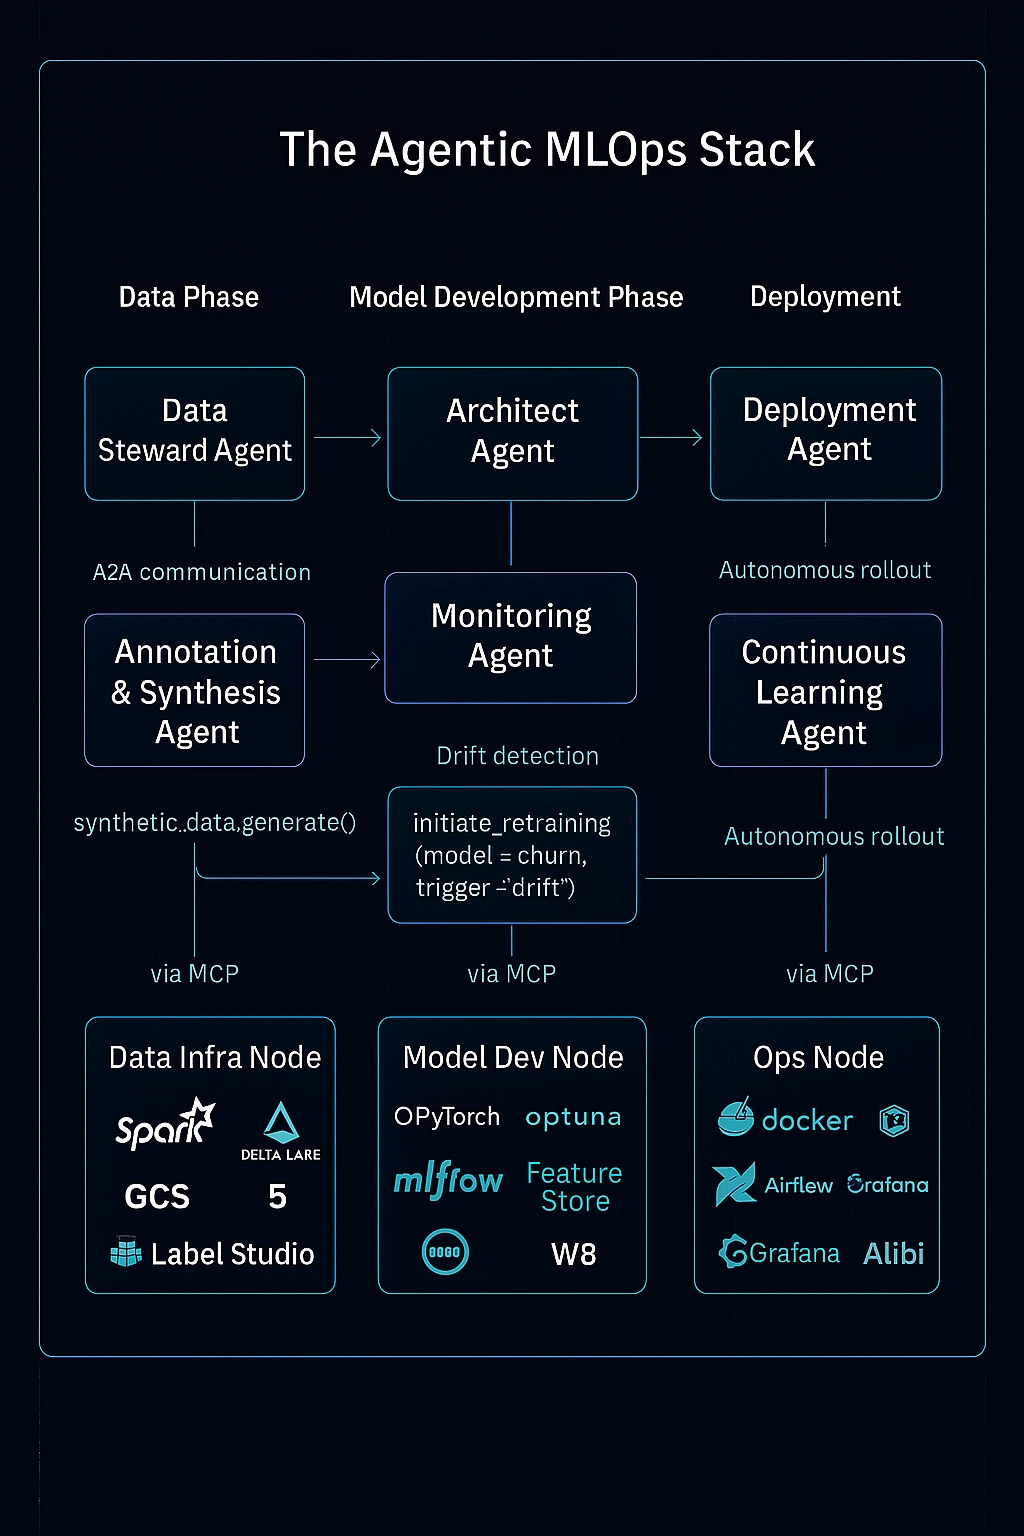 The Agentic MLOps Stack
Data Phase
Model Development Phase
Deployment
Data
Steward Agent
Architect
Agent
Deployment
Agent
A2A communication
Autonomous rollout
Annotation
& Synthesis
Agent
Monitoring
Agent
Continuous
Learning
Agent
Drift detection
synthetic..data,generate()
initiate_retraining
(model = churn,
trigger -“drift”)
Autonomous rollout
via MCP
via MCP
via MCP
Data Infra Node
Spark
DELTA LARE
GCS
5
Label Studio
Model Dev Node
OPyTorch
optuna
mlfrow
Feature
Store
W8
Ops Node
docker
Airflew
Grafana
Grafana
Alibi